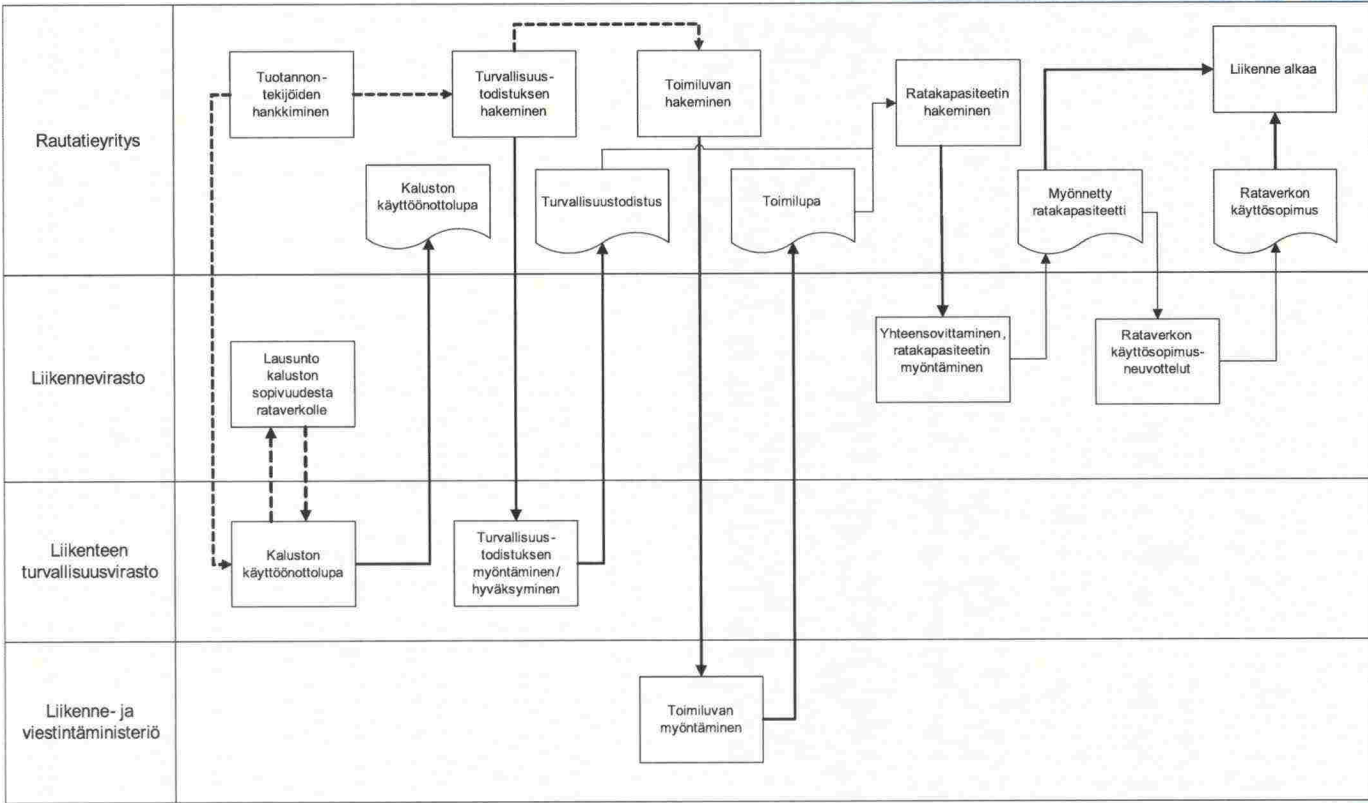 Rautatieyritys
Tuotannon-
tekijöiden
hankkiminen
Turvallisuus-
todistuksen
hakeminen
Toimiluvan
hakeminen
Ratakapasiteetin
hakeminen
Liikenne alkaa
Kaluston
käyttöönottolupa
Turvallisuustodistus
Toimilupa
Myönnetty
ratakapasiteetti
Rataverkon
käyttösopimus
Liikennevirasto
Lausunto
kaluston
sopivuudesta
rataverkolle
Yhteensovittaminen,
ratakapasiteetin
myöntäminen
Rataverkon
käyttösopimus-
neuvottelut
Liikenteen
turvallisuusvirasto
Kaluston
käyttöönottolupa
Turvallisuus-
todistuksen
myöntäminen/
hyväksyminen
Liikenne- ja
viestintäministeriö
Toimiluvan
myöntäminen